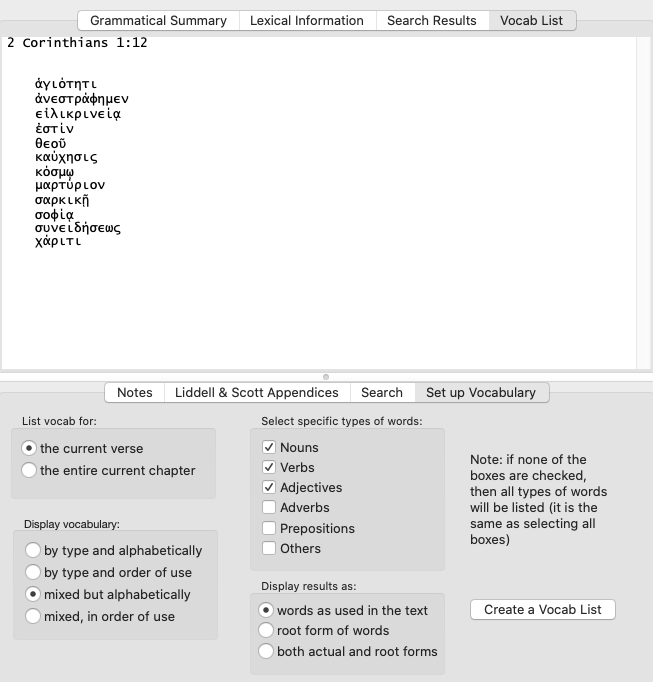 Grammatical Summary Lexical Information Search Results Vocab List
2 Corinthians 1:12
ἁγιότητι
ἀνεστράφημεν
εἰλικρινείᾳ
ἐστίν
θεοῦ
καύχησις
κόσμῳ
μαρτύριον
σαρκικῇ
σοφίᾳ
συνειδήσεως
χάριτι
Notes Liddell & Scott Appendices Search Set up Vocabulary
List vocab for:
the current verse
the entire current chapter
Display vocabulary:
by type and alphabetically
by type and order of use
mixed but alphabetically
mixed, in order of use
Select specific types of words:
Nouns
Verbs
Adjectives
Adverbs
Prepositions
Others
Display results as:
words as used in the text
root form of words
both actual and root forms
Note: if none of the
boxes are checked,
then all types of words
will be listed (it is the
same as selecting all
boxes)
Create a Vocab List